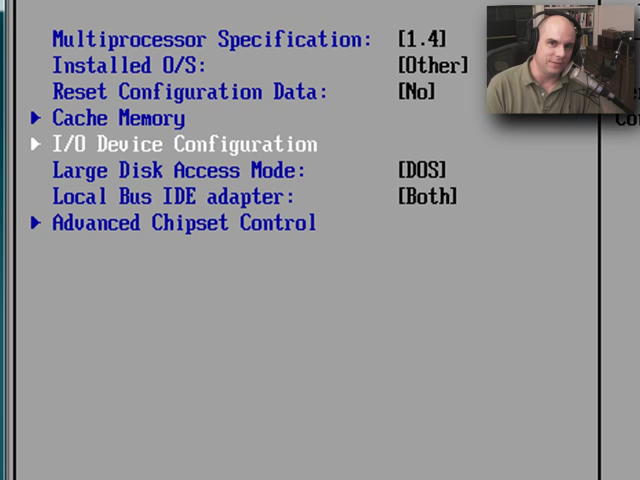 Multiprocessor Specification: [1.4]
Installed O/S: [Other]
Reset Configuration Data: [No]
Cache Memory
I/O Device Configuration
Large Disk Access Mode: [DOS]
Local Bus IDE adapter: [Both]
Advanced Chipset Control